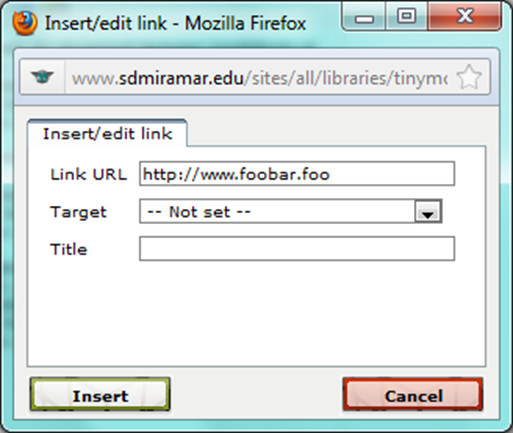 Insert/edit link - Mozilla Firefox
www.sdmiramar.edu/sites/all/libraries/tinymc
Insert/edit link
Link URL http://www.foobar.foo
Target -- Not set --
Title
Insert Cancel